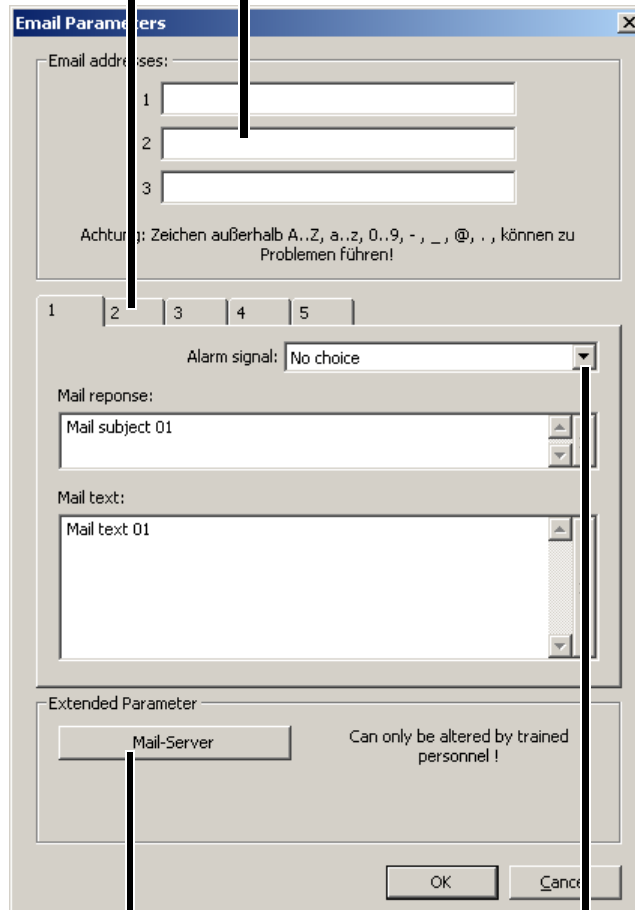 Email Parameters
Email addresses:
1
2
3
Achtung: Zeichen außerhalb A..Z, a..z, 0..9, - , _ , @, . , können zu
Problemen führen!
1 2 3 4 5
Alarm signal: No choice
Mail reponse:
Mail subject 01
Mail text:
Mail text 01
Extended Parameter
Mail-Server
Can only be altered by trained
personnel !
OK Cancel